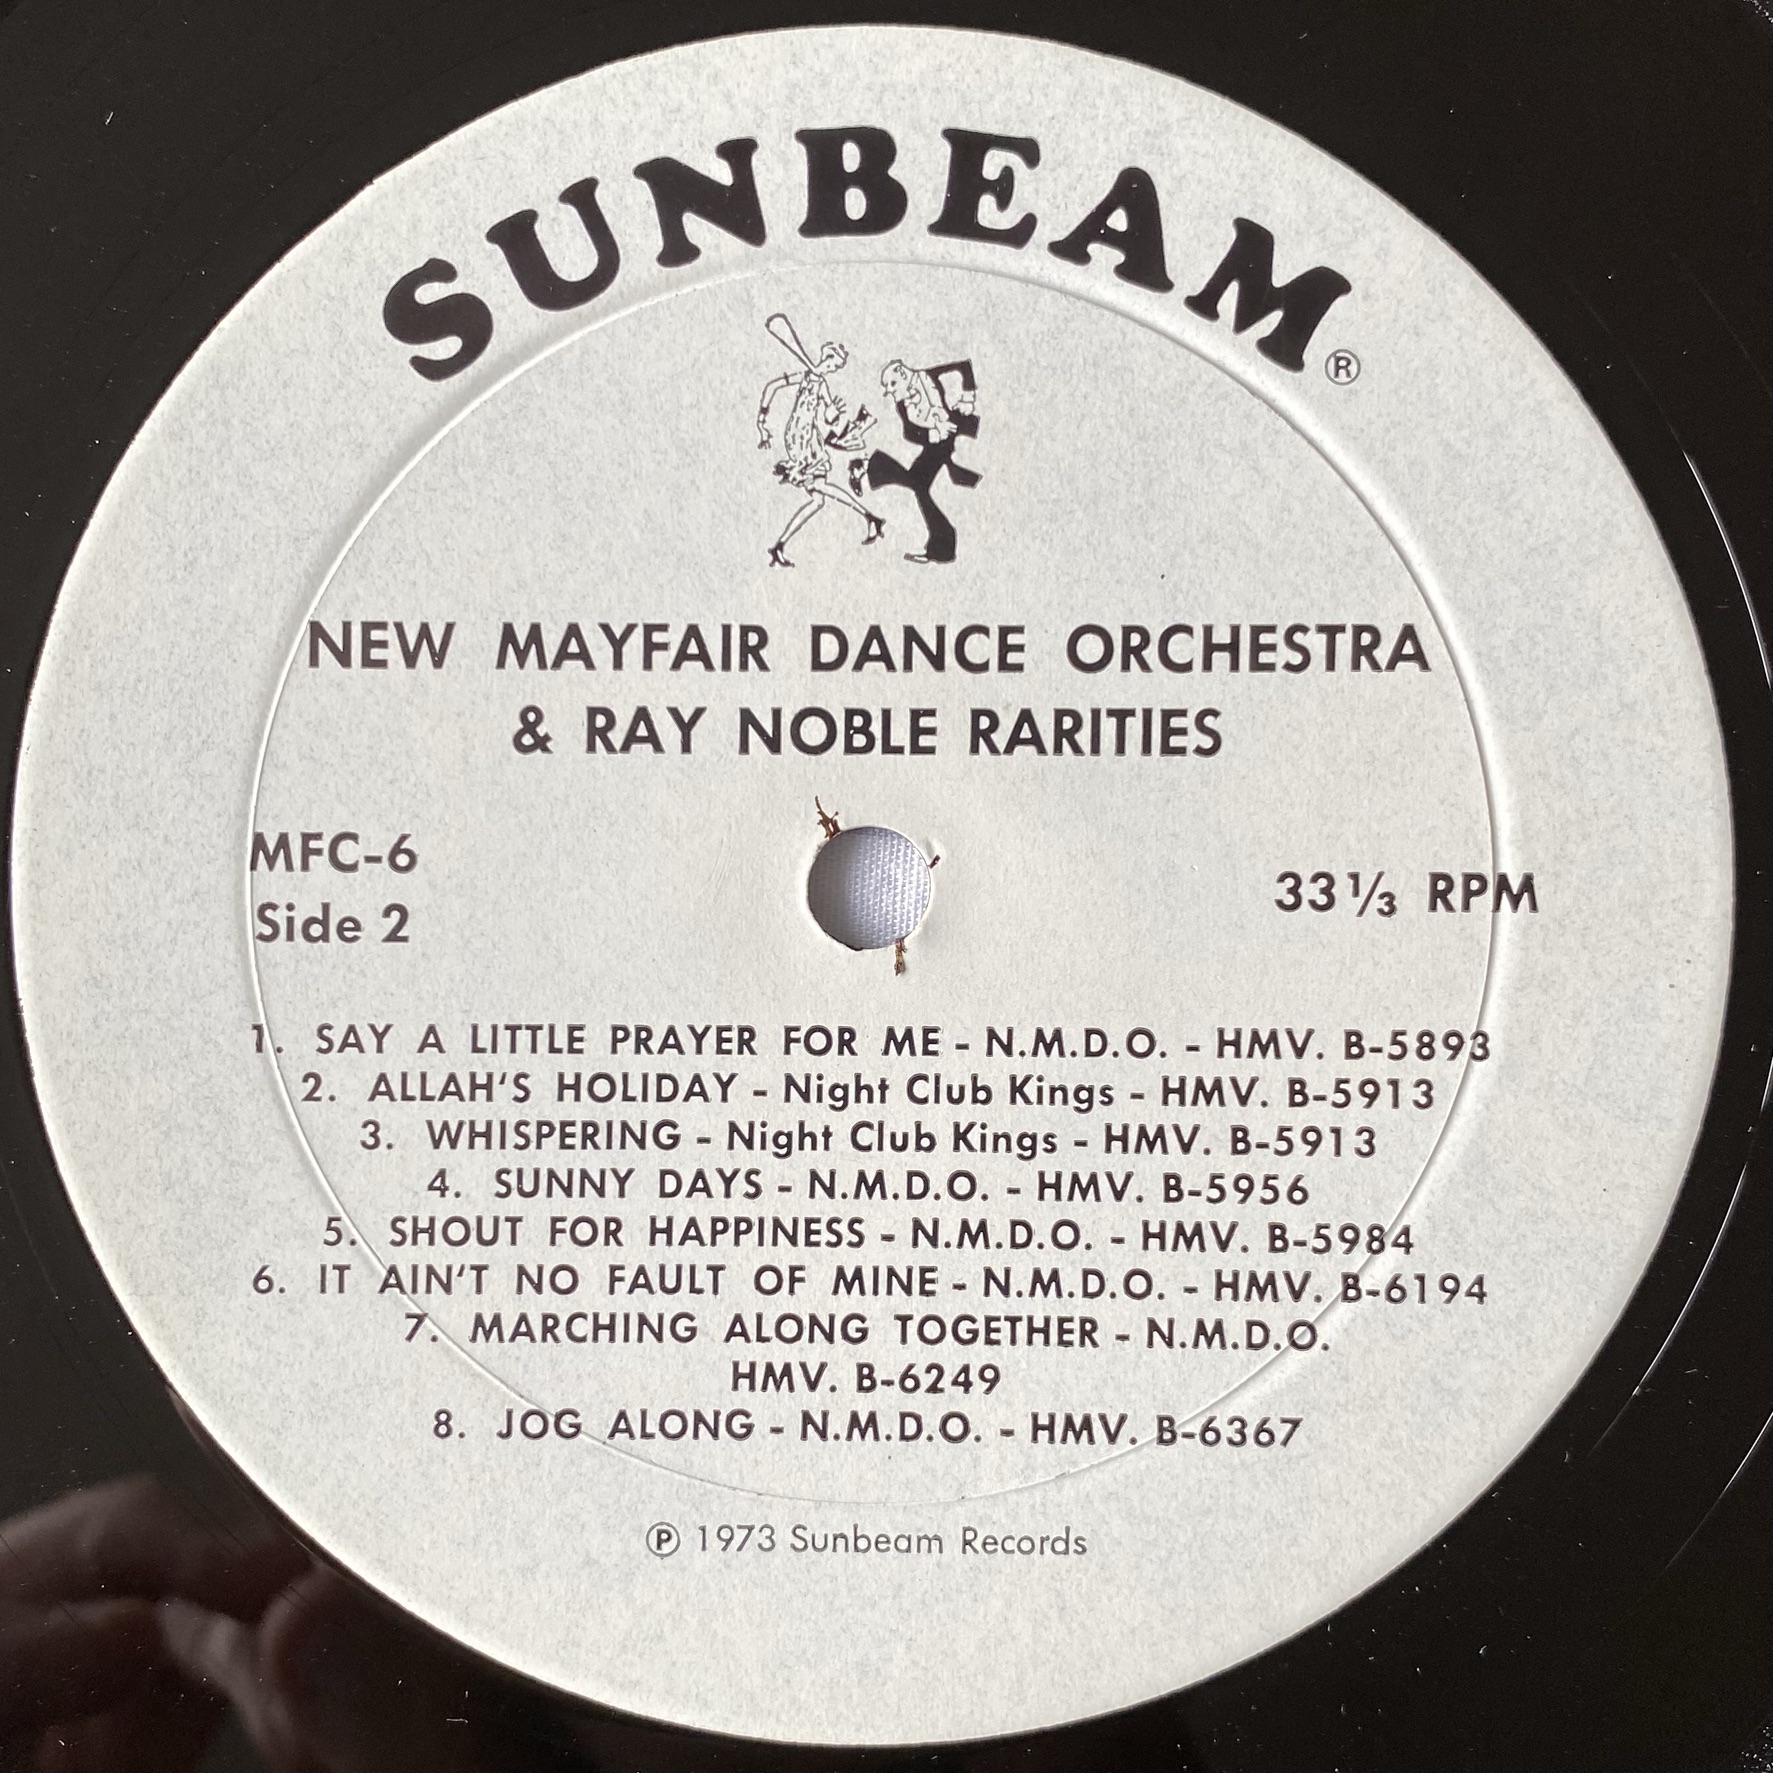 SUNBEAM®
NEW MAYFAIR DANCE ORCHESTRA
& RAY NOBLE RARITIES
MFC-6
Side 2
33 ⅓ RPM
1. SAY A LITTLE PRAYER FOR ME - N.M.D.O. - HMV. B-5893
2. ALLAH'S HOLIDAY - Night Club Kings - HMV. B-5913
3. WHISPERING - Night Club Kings - HMV. B-5913
4. SUNNY DAYS - N.M.D.O. - HMV. B-5956
5. SHOUT FOR HAPPINESS - N.M.D.O. - HMV. B-5984
6. IT AIN'T NO FAULT OF MINE - N.M.D.O. - HMV. B-6194
7. MARCHING ALONG TOGETHER - N.M.D.O.
HMV. B-6249
8. JOG ALONG - N.M.D.O. - HMV. B-6367
℗ 1973 Sunbeam Records